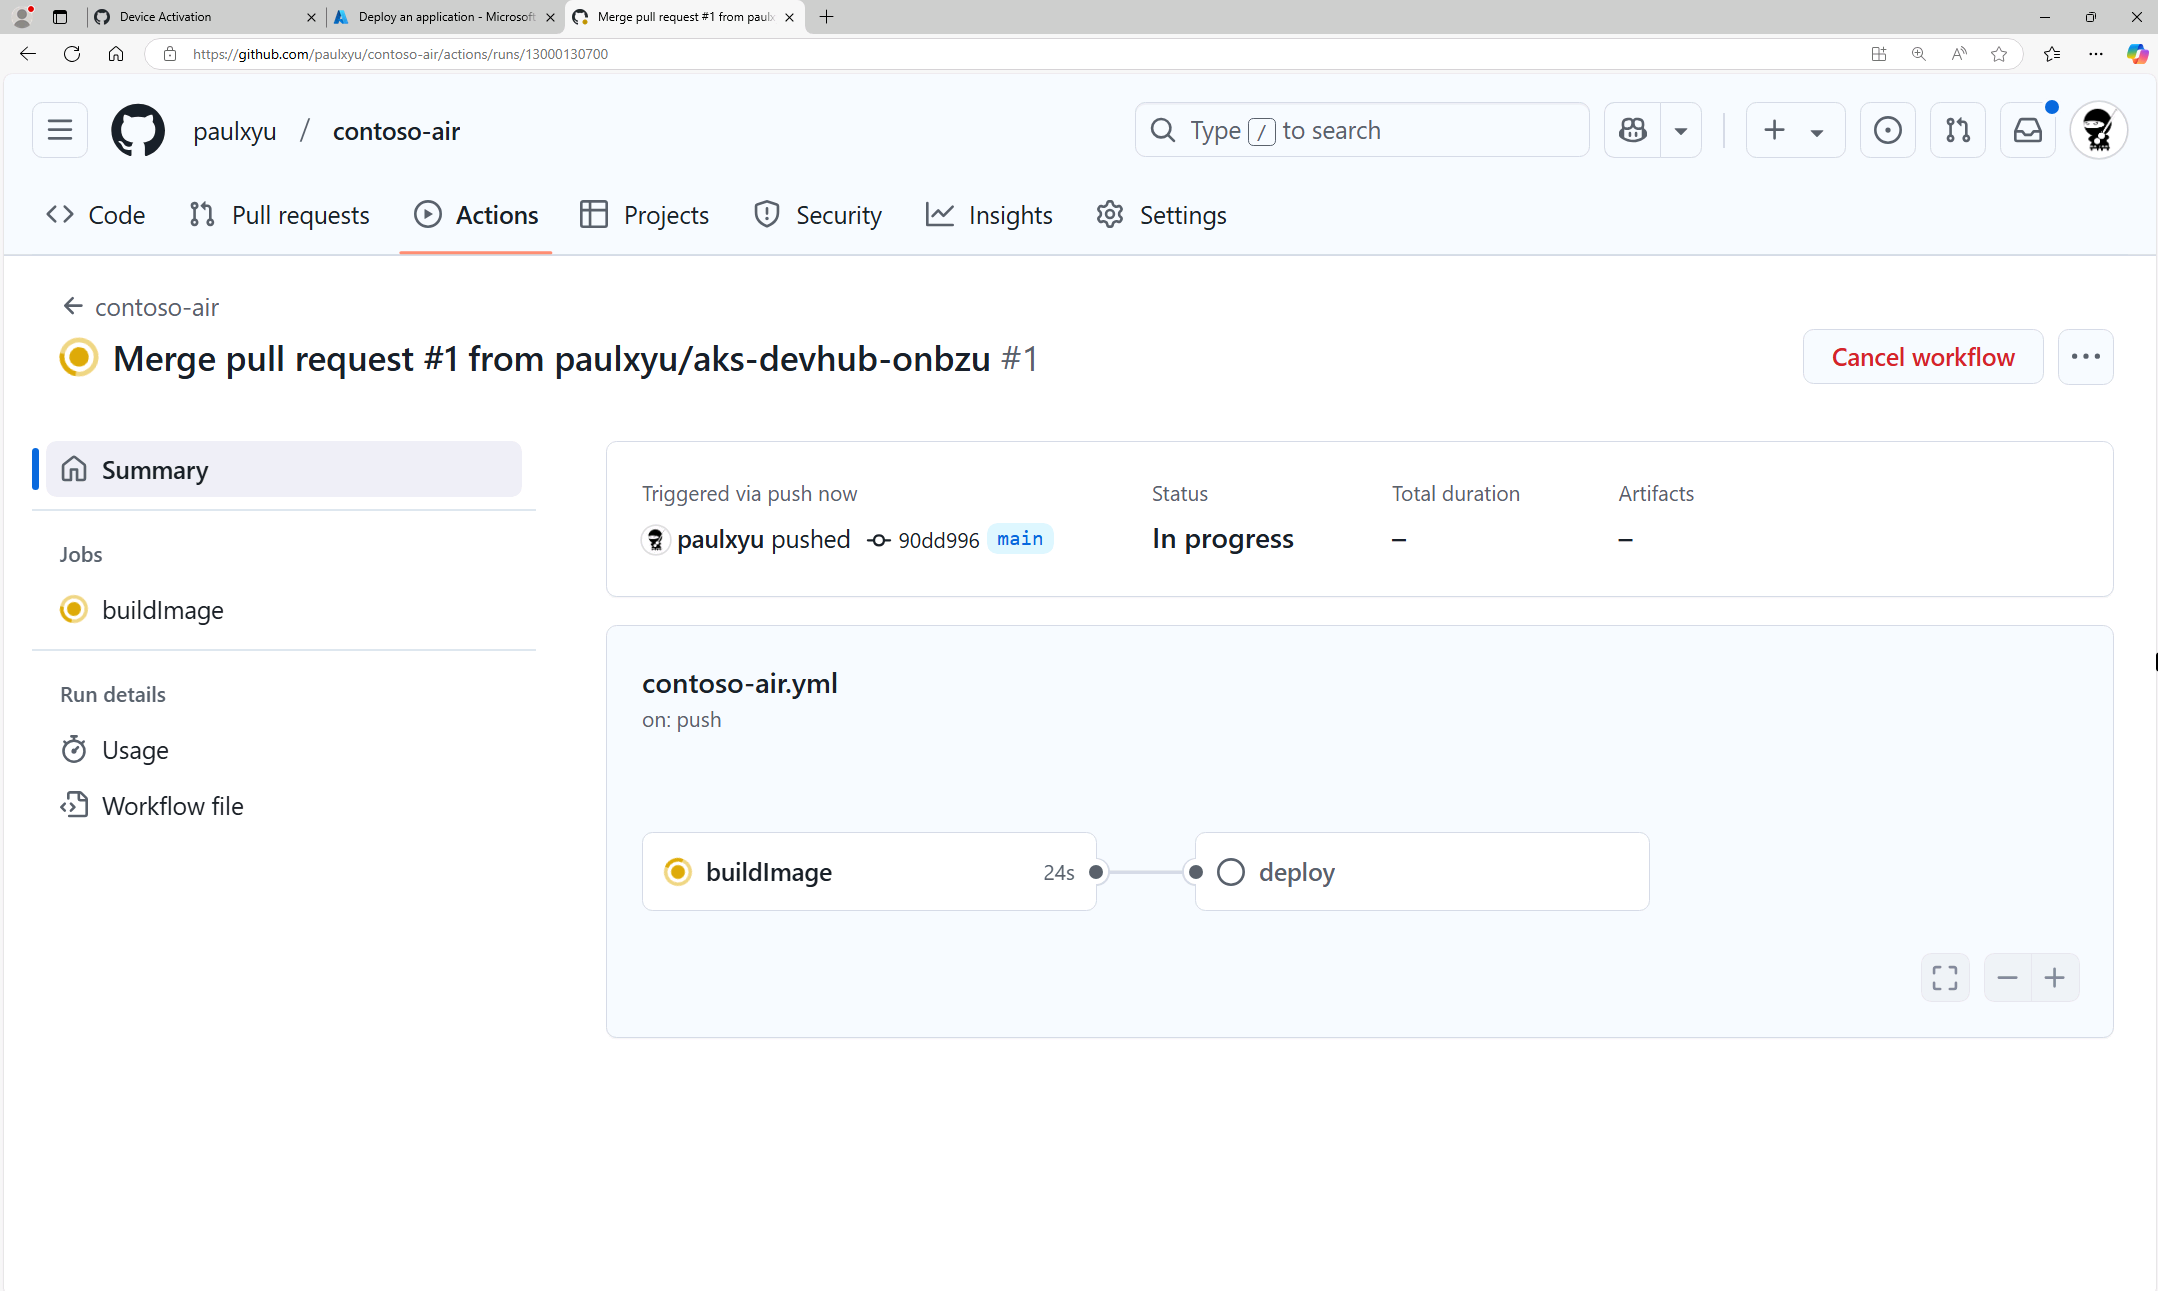 Device Activation
Deploy an application - Microsoft
Merge pull request #1 from paulx
https://github.com/paulxyu/contoso-air/actions/runs/13000130700
paulxyu / contoso-air
Type / to search
Code
Pull requests
Actions
Projects
Security
Insights
Settings
contoso-air
Merge pull request #1 from paulxyu/aks-devhub-onbzu #1
Cancel workflow
Summary
Jobs
buildImage
Run details
Usage
Workflow file
Triggered via push now
paulxyu pushed 90dd996 main
Status
In progress
Total duration
–
Artifacts
–
contoso-air.yml
on: push
buildImage 24s
deploy